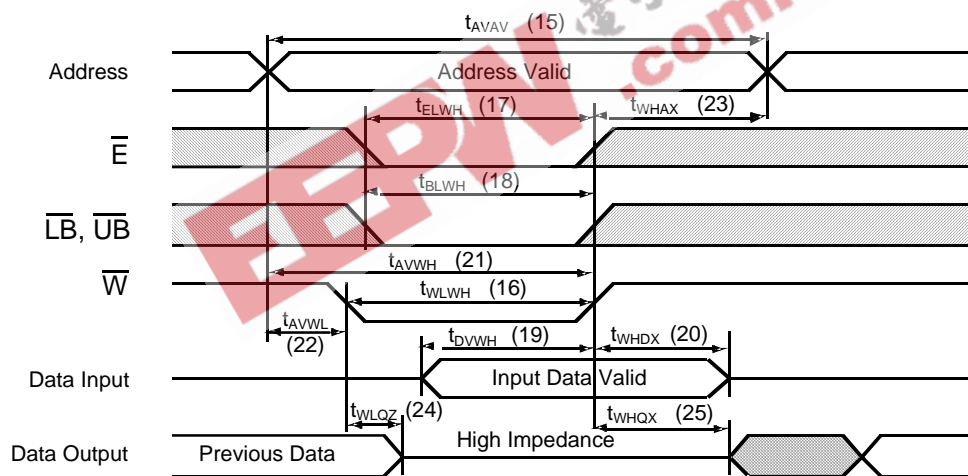 tAVAV (15)
Address
Address Valid
tELWH (17)
tWHAX (23)
E
tBLWH (18)
LB, UB
tAVWH (21)
W
tWLWH (16)
tAVWL
(22)
tDVWH (19)
tWHDX (20)
Data Input
Input Data Valid
tWLQZ (24)
tWHQX (25)
Data Output
Previous Data
High Impedance
EEPW
.com